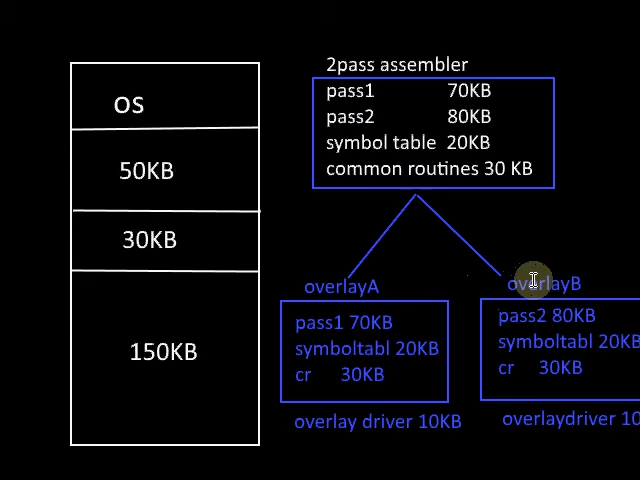 OS
50KB
30KB
150KB
2pass assembler
pass1 70KB
pass2 80KB
symbol table 20KB
common routines 30 KB
overlayA
pass1 70KB
symboltabl 20KB
cr 30KB
overlay driver 10KB
overlayB
pass2 80KB
symboltabl 20KB
cr 30KB
overlaydriver 10